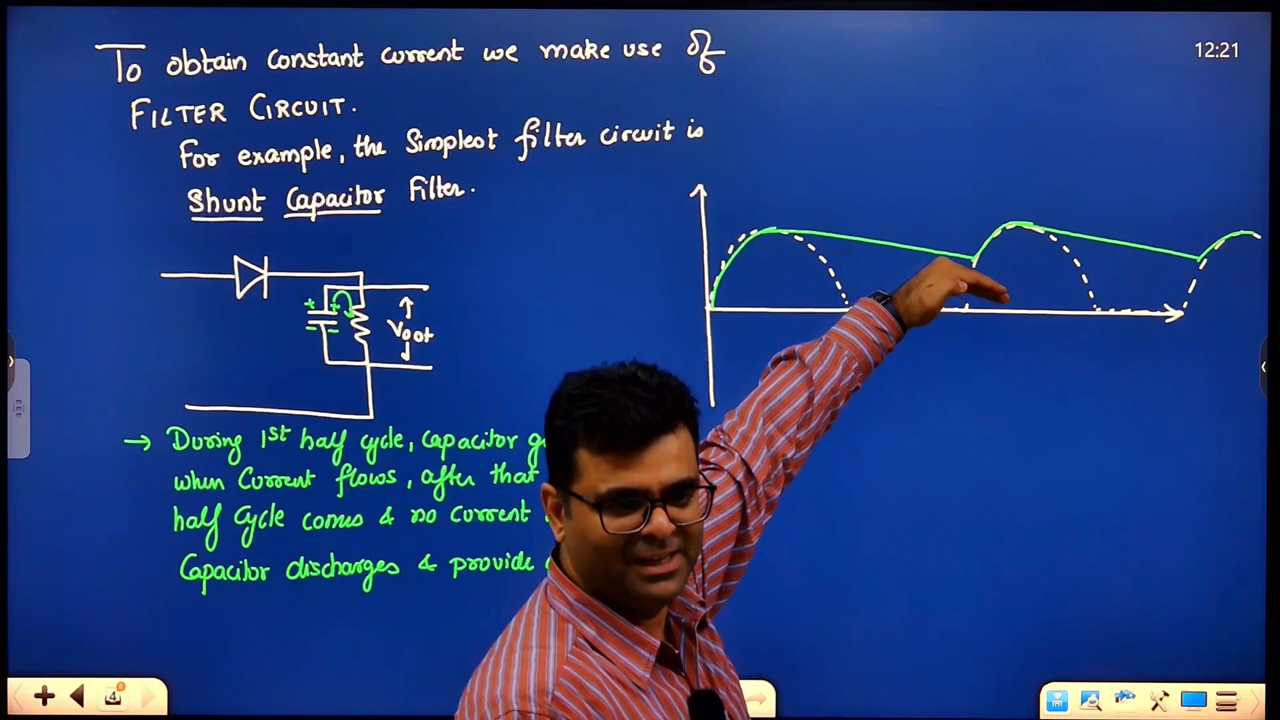 To obtain constant current we make use of
FILTER CIRCUIT.
For example, the simplest filter circuit is
Shunt Capacitor Filter.
12:21
+ +
Vout
→ During 1st half cycle, capacitor g
when current flows, after that
half cycle comes & no current
Capacitor discharges & provide
4